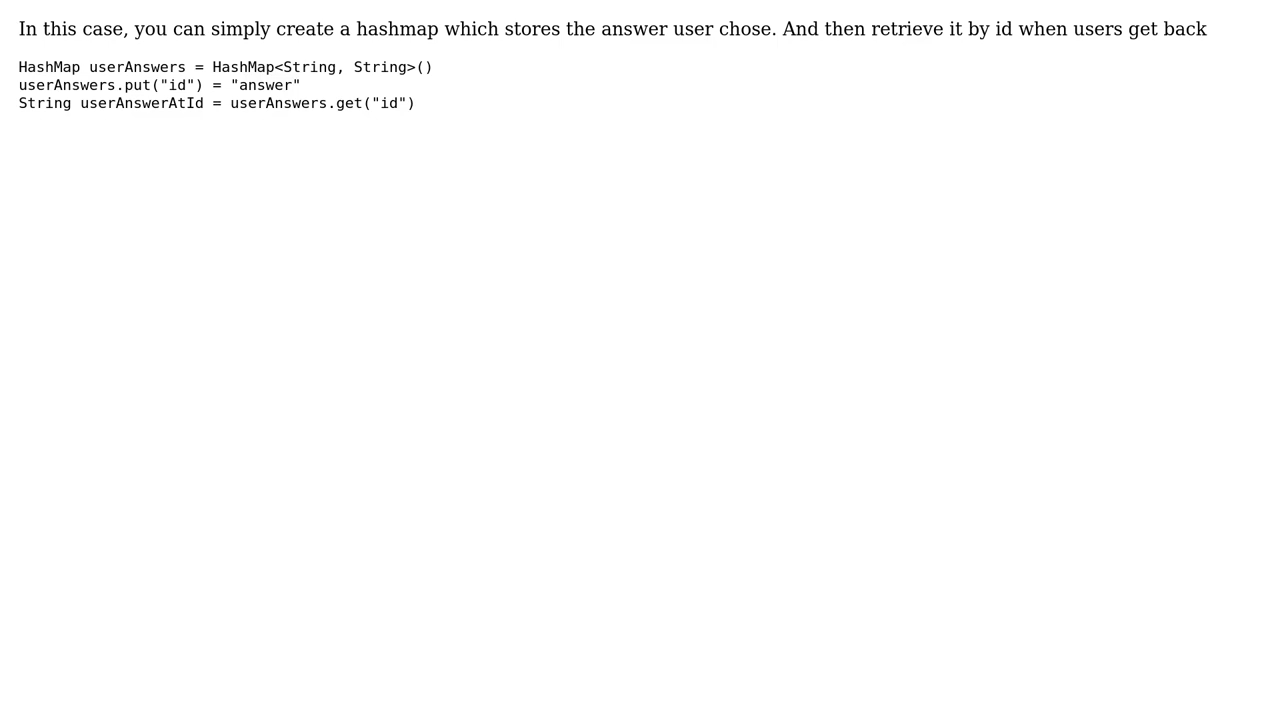 In this case, you can simply create a hashmap which stores the answer user chose. And then retrieve it by id when users get back
HashMap userAnswers = HashMap<String, String>()
userAnswers.put("id") = "answer"
String userAnswerAtId = userAnswers.get("id")